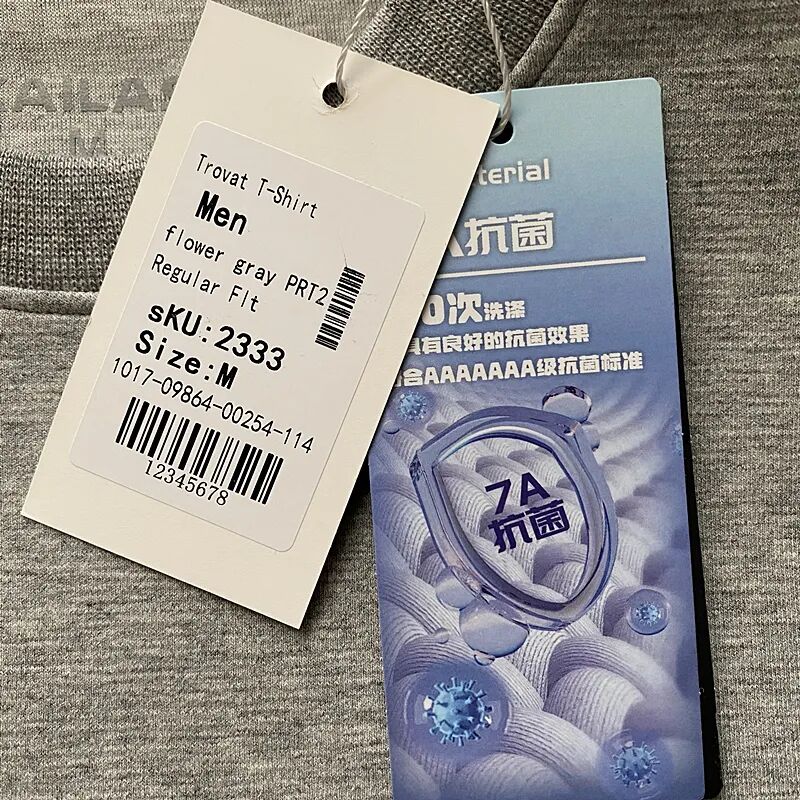 M
Trovat T-Shirt
Men
flower gray PRT2
Regular Flt
sKU:2333
Size:M
1017-09864-00254-114
12345678
抗菌
0次洗涤
具有良好的抗菌效果
合AAAAAAA级抗菌标准
7A
抗菌